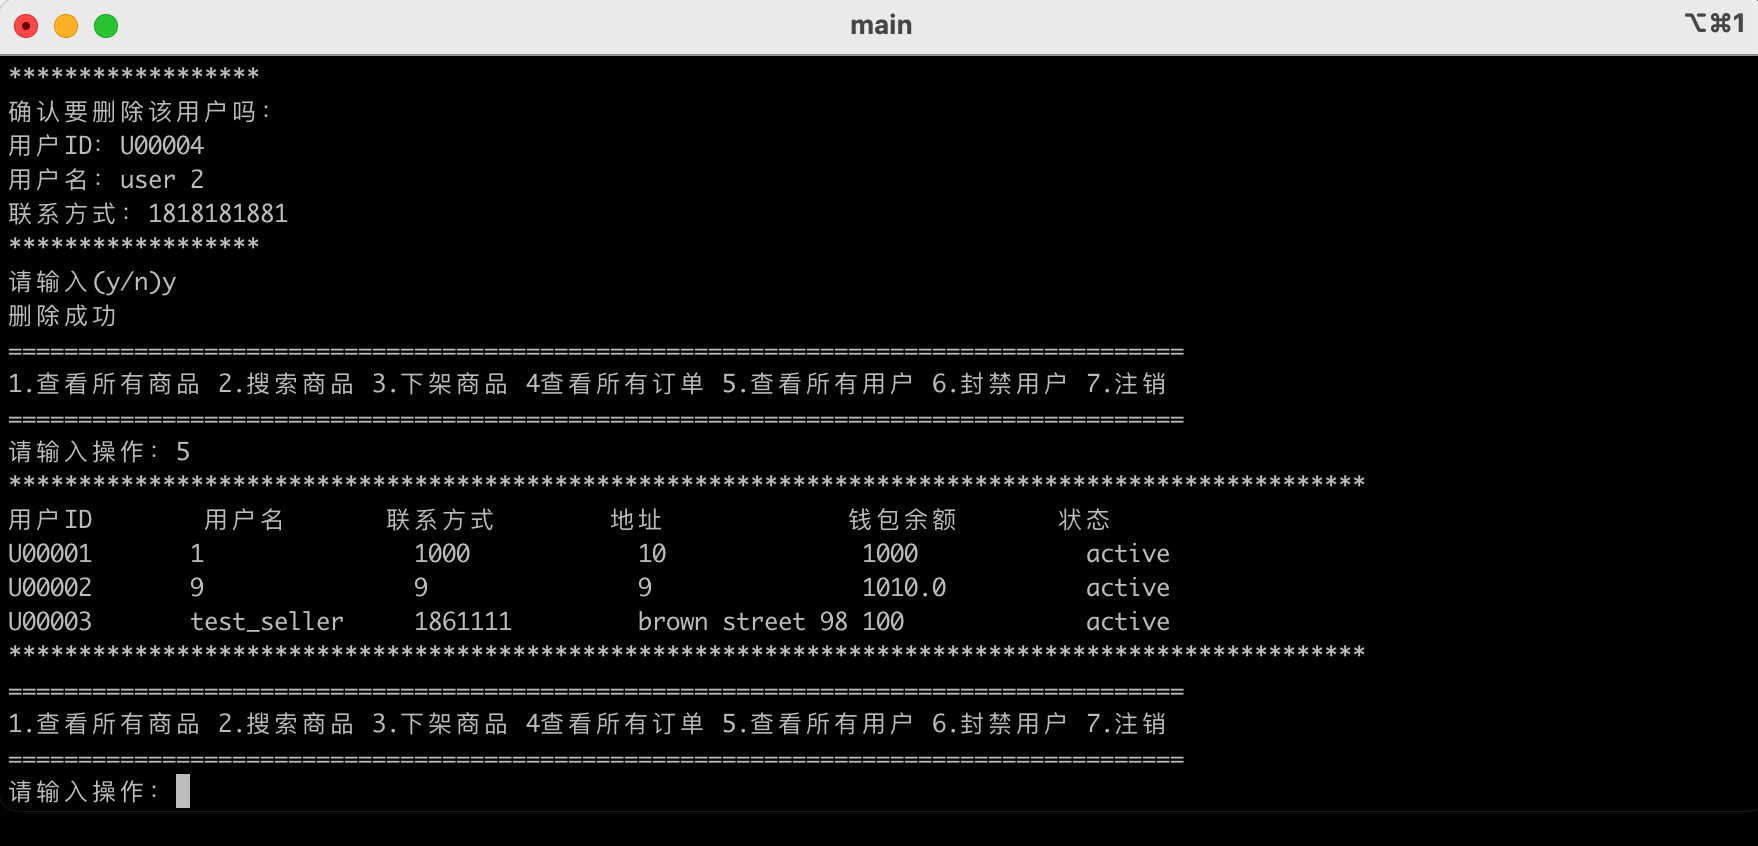 main
⌥⌘1
******************
确认要删除该用户吗:
用户ID: U00004
用户名: user 2
联系方式: 1818181881
******************
请输入(y/n)y
删除成功
====================================================================================
1.查看所有商品 2.搜索商品 3.下架商品 4查看所有订单 5.查看所有用户 6.封禁用户 7.注销
====================================================================================
请输入操作: 5
*************************************************************************************************
用户ID        用户名       联系方式        地址             钱包余额       状态
U00001       1               1000            10              1000            active
U00002       9               9               9               1010.0          active
U00003       test_seller     1861111         brown street 98 100             active
*************************************************************************************************
====================================================================================
1.查看所有商品 2.搜索商品 3.下架商品 4查看所有订单 5.查看所有用户 6.封禁用户 7.注销
====================================================================================
请输入操作: